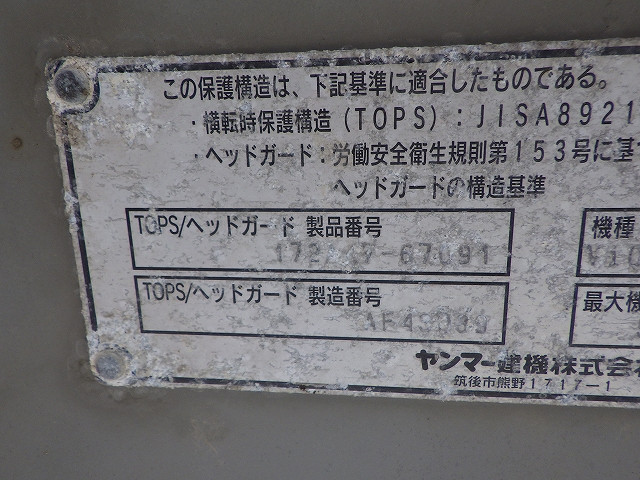 この保護構造は、下記基準に適合したものである。
・横転時保護構造(TOPS):JISA8921
・ヘッドガード:労働安全衛生規則第153号に基
ヘッドガードの構造基準
TOPS/ヘッドガード 製品番号
機種
TOPS/ヘッドガード 製造番号
最大機
ヤンマー建機株式会
筑後市熊野1717-1